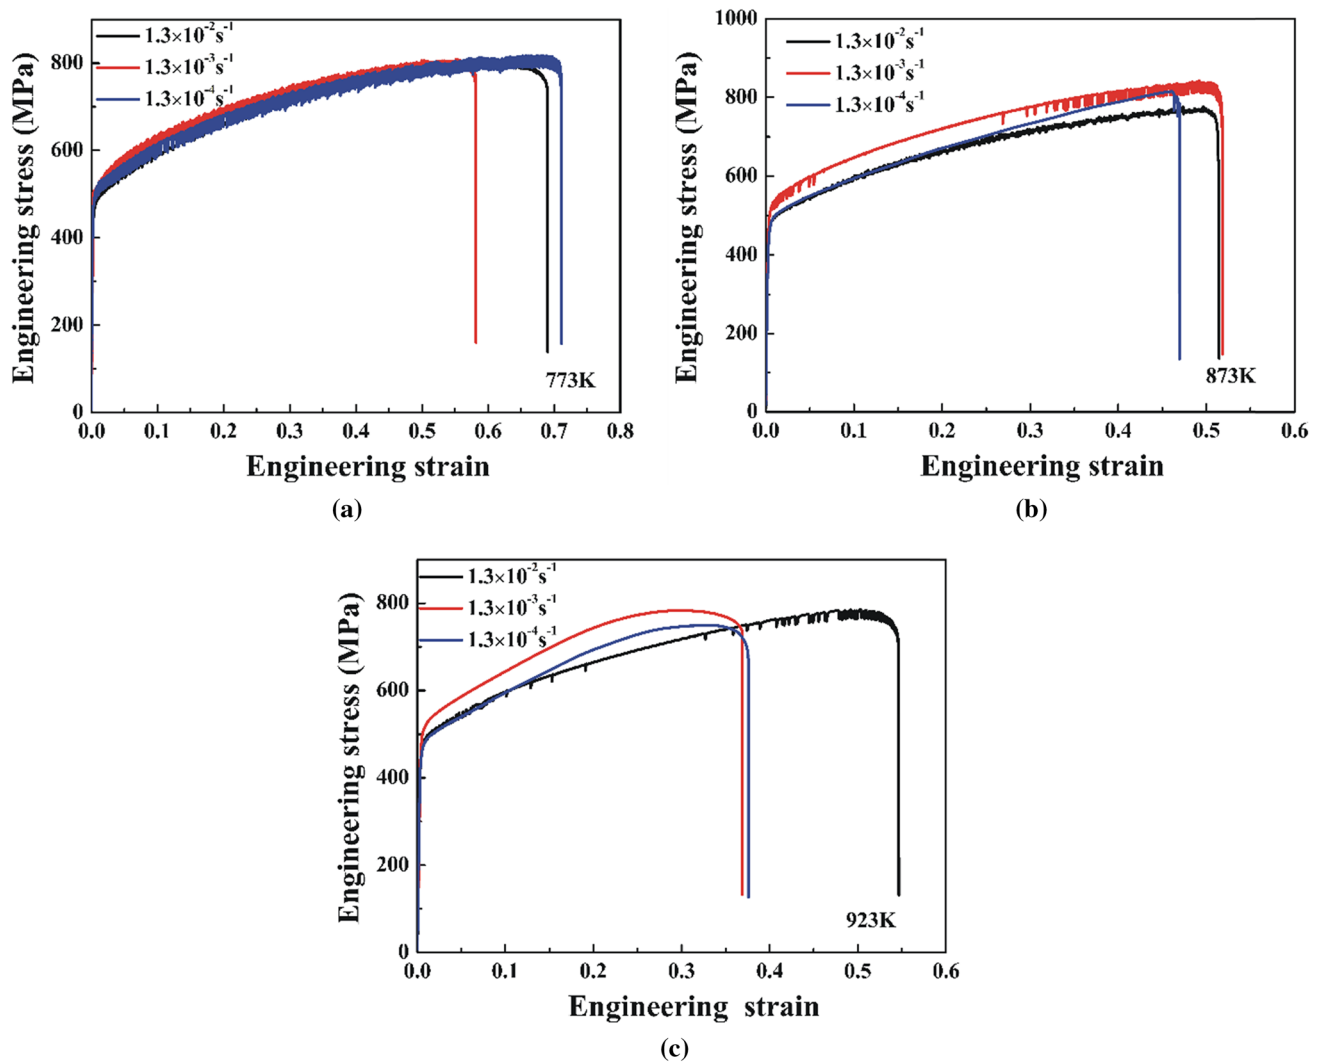 1.3×10⁻²s⁻¹
1.3×10⁻³s⁻¹
1.3×10⁻⁴s⁻¹
Engineering stress (MPa)
800
600
400
200
0
0.0 0.1 0.2 0.3 0.4 0.5 0.6 0.7 0.8
773K
Engineering strain
(a)
1.3×10⁻²s⁻¹
1.3×10⁻³s⁻¹
1.3×10⁻⁴s⁻¹
Engineering stress (MPa)
1000
800
600
400
200
0
0.0 0.1 0.2 0.3 0.4 0.5 0.6
873K
Engineering strain
(b)
1.3×10⁻²s⁻¹
1.3×10⁻³s⁻¹
1.3×10⁻⁴s⁻¹
Engineering stress (MPa)
800
600
400
200
0
0.0 0.1 0.2 0.3 0.4 0.5 0.6
923K
Engineering strain
(c)